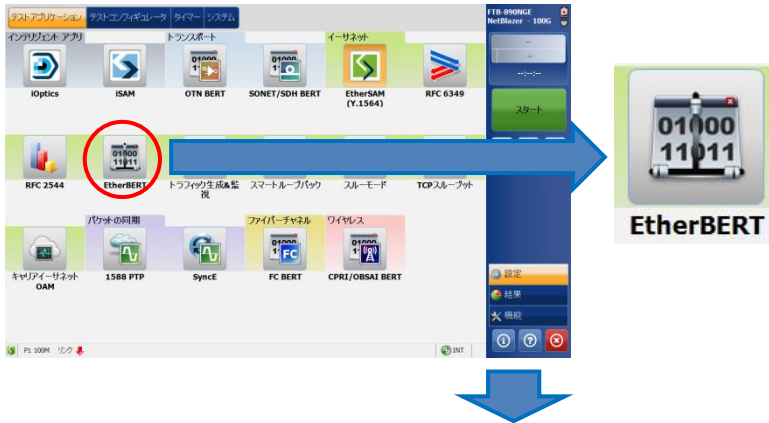 テストアプリケーション テストコンフィギュレータ タイマー システム
FTB-890NGE
NetBlazer - 100G
インテリジェント アプリ トランスポート イーサネット
--
--
--:--:--
iOptics iSAM OTN BERT SONET/SDH BERT EtherSAM (Y.1564) RFC 6349
スタート
01000
11011
RFC 2544 EtherBERT トラフィック生成&監視 スマートループバック スルーモード TCPスループット
01000
11011
EtherBERT
パケットの同期 ファイバーチャネル ワイヤレス
FC
キャリアイーサネット OAM 1588 PTP SyncE FC BERT CPRI/OBSAI BERT
設定
結果
機能
P1 100M リンク INT